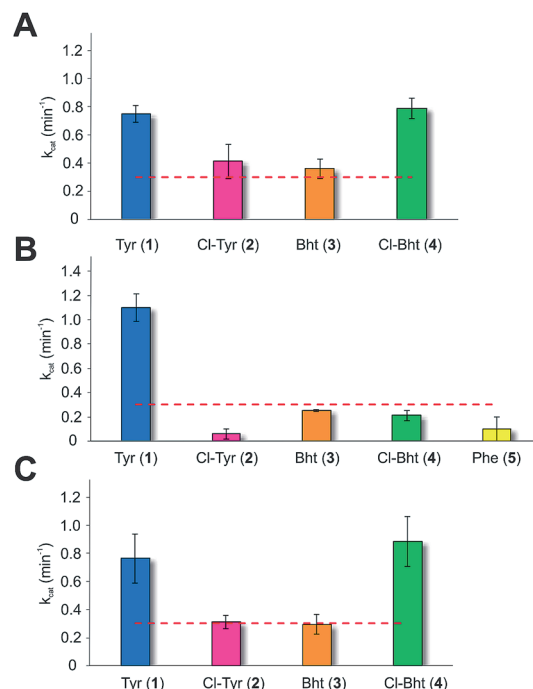 A
k_cat (min⁻¹)
1.2
1.0
0.8
0.6
0.4
0.2
0
Tyr (1) Cl-Tyr (2) Bht (3) Cl-Bht (4)
B
k_cat (min⁻¹)
1.4
1.2
1.0
0.8
0.6
0.4
0.2
0
Tyr (1) Cl-Tyr (2) Bht (3) Cl-Bht (4) Phe (5)
C
k_cat (min⁻¹)
1.2
1.0
0.8
0.6
0.4
0.2
0
Tyr (1) Cl-Tyr (2) Bht (3) Cl-Bht (4)